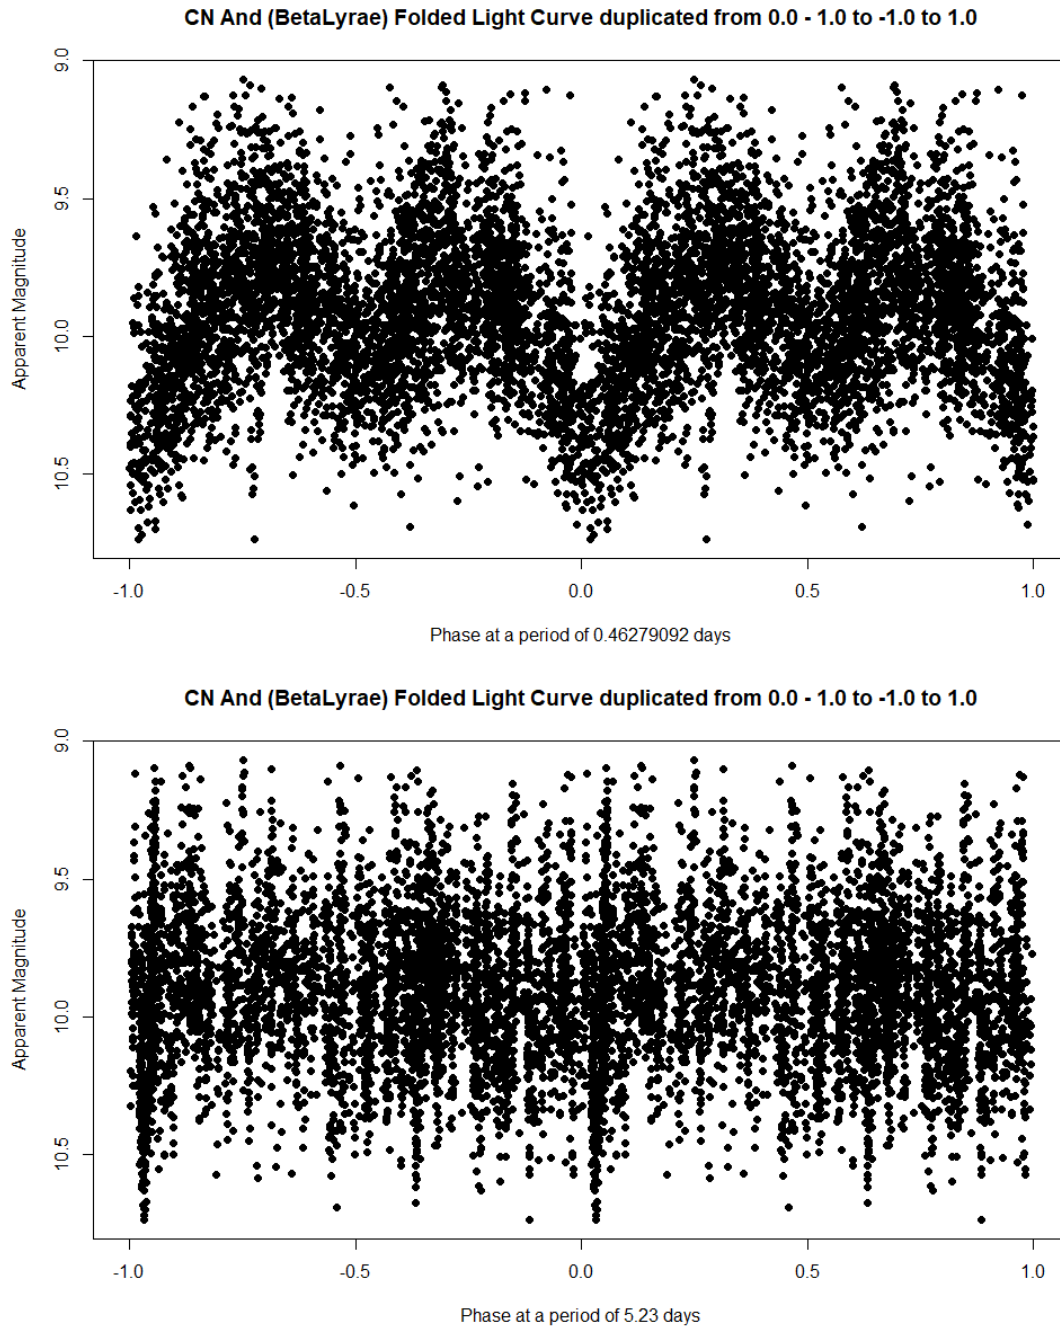 CN And (BetaLyrae) Folded Light Curve duplicated from 0.0 - 1.0 to -1.0 to 1.0
9.0
9.5
10.0
10.5
Apparent Magnitude
-1.0 -0.5 0.0 0.5 1.0
Phase at a period of 0.46279092 days
CN And (BetaLyrae) Folded Light Curve duplicated from 0.0 - 1.0 to -1.0 to 1.0
9.0
9.5
10.0
10.5
Apparent Magnitude
-1.0 -0.5 0.0 0.5 1.0
Phase at a period of 5.23 days